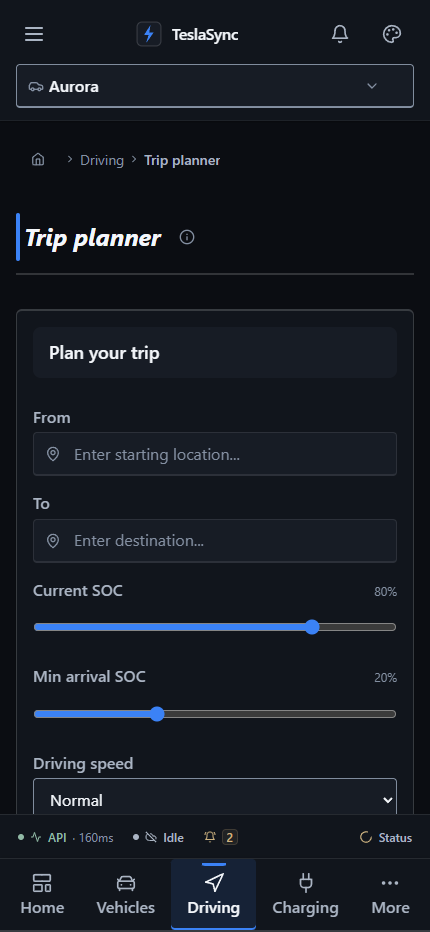 TeslaSync
Aurora
Driving Trip planner
Trip planner
Plan your trip
From
Enter starting location...
To
Enter destination...
Current SOC 80%
Min arrival SOC 20%
Driving speed
Normal
API · 160ms Idle 2 Status
Home Vehicles Driving Charging More